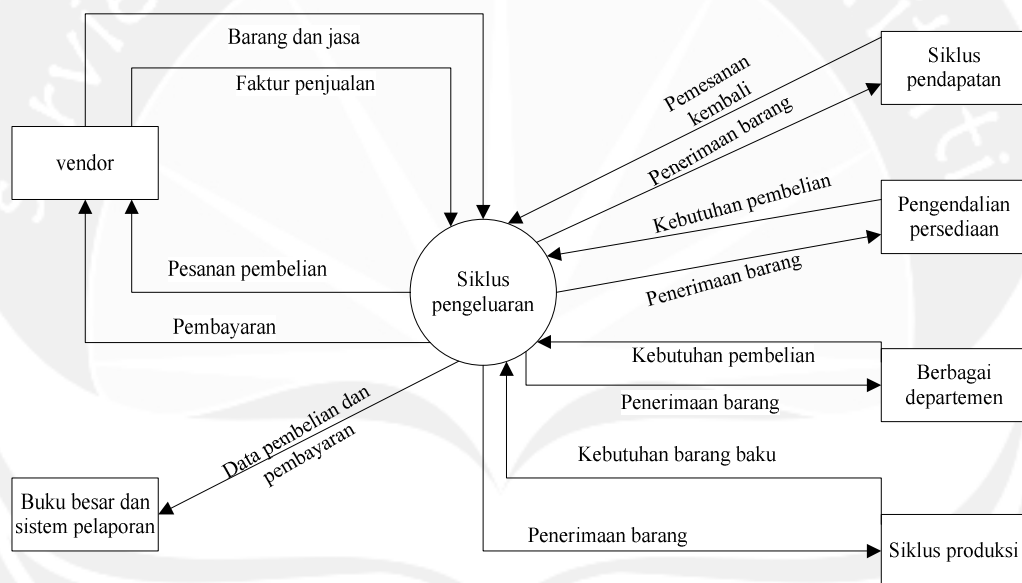 Barang dan jasa
Faktur penjualan
vendor
Pesanan pembelian
Pembayaran
Siklus
pengeluaran
Pemesanan
kembali
Penerimaan barang
Siklus
pendapatan
Kebutuhan pembelian
Penerimaan barang
Pengendalian
persediaan
Kebutuhan pembelian
Penerimaan barang
Berbagai
departemen
Data pembelian dan
pembayaran
Buku besar dan
sistem pelaporan
Kebutuhan barang baku
Penerimaan barang
Siklus produksi